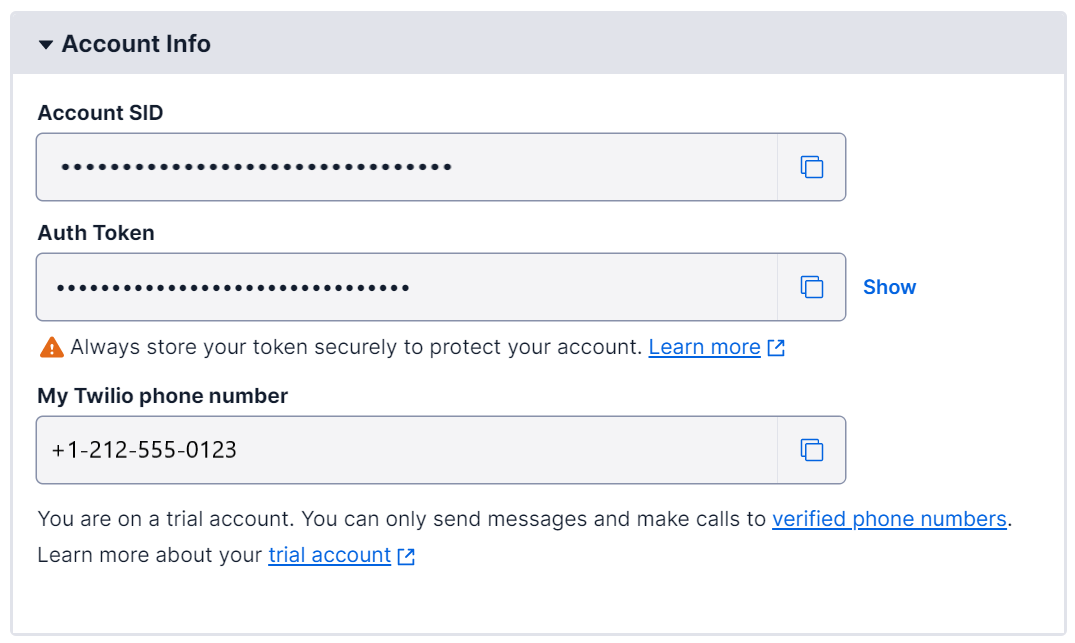 Account Info
Account SID
•••••••••••••••••••••••••••••••••
Auth Token
••••••••••••••••••••••••••••••••
Show
Always store your token securely to protect your account. Learn more
My Twilio phone number
+1-212-555-0123
You are on a trial account. You can only send messages and make calls to verified phone numbers.
Learn more about your trial account